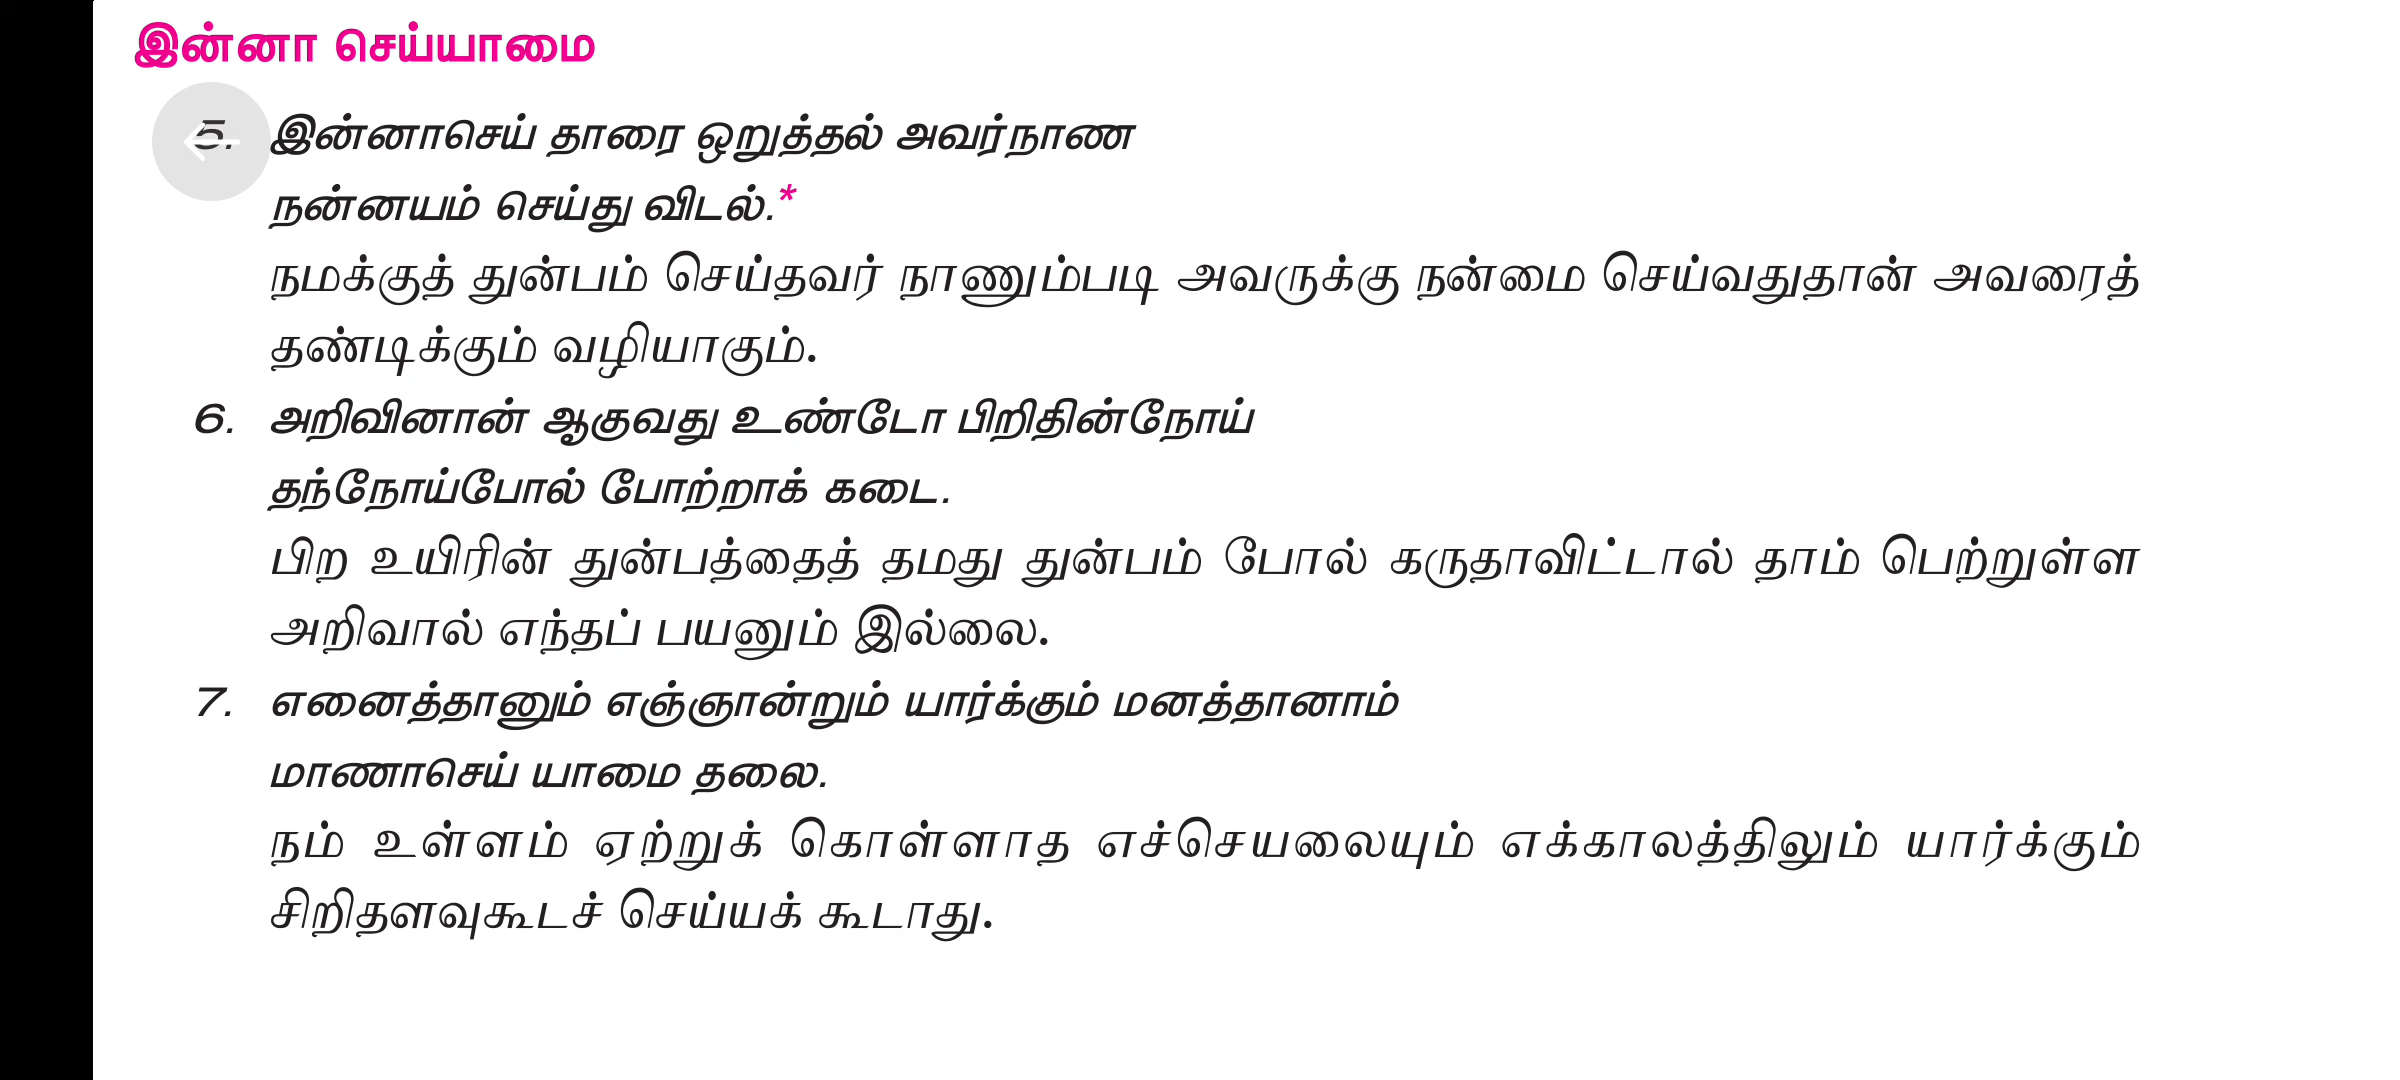 இன்னா செய்யாமை
5. இன்னாசெய் தாரை ஒறுத்தல் அவர்நாண
நன்னயம் செய்து விடல்.*
நமக்குத் துன்பம் செய்தவர் நாணும்படி அவருக்கு நன்மை செய்வதுதான் அவரைத்
தண்டிக்கும் வழியாகும்.
6. அறிவினான் ஆகுவது உண்டோ பிறிதின்நோய்
தந்நோய்போல் போற்றாக் கடை.
பிற உயிரின் துன்பத்தைத் தமது துன்பம் போல் கருதாவிட்டால் தாம் பெற்றுள்ள
அறிவால் எந்தப் பயனும் இல்லை.
7. எனைத்தானும் எஞ்ஞான்றும் யார்க்கும் மனத்தானாம்
மாணாசெய் யாமை தலை.
நம் உள்ளம் ஏற்றுக் கொள்ளாத எச்செயலையும் எக்காலத்திலும் யார்க்கும்
சிறிதளவுகூடச் செய்யக் கூடாது.